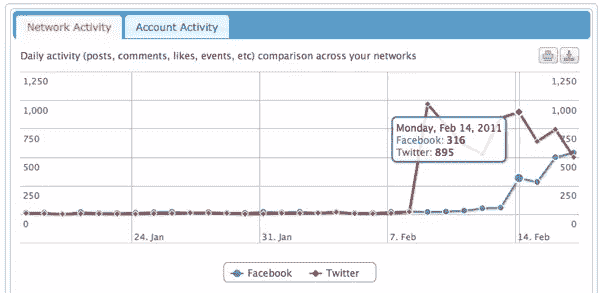 Network Activity Account Activity
Daily activity (posts, comments, likes, events, etc) comparison across your networks
1,250 1,250
1,000 1,000
750 750
500 500
250 250
0 0
Monday, Feb 14, 2011
Facebook: 316
Twitter: 895
24. Jan 31. Jan 7. Feb 14. Feb
Facebook Twitter